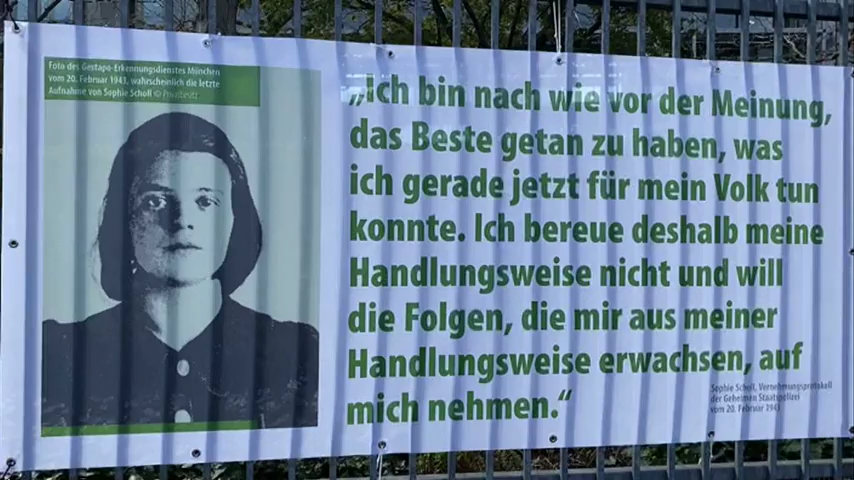 Foto des Gestapo-Erkennungsdienstes München
vom 20. Februar 1943, wahrscheinlich die letzte
Aufnahme von Sophie Scholl © Privatbesitz
„Ich bin nach wie vor der Meinung,
das Beste getan zu haben, was
ich gerade jetzt für mein Volk tun
konnte. Ich bereue deshalb meine
Handlungsweise nicht und will
die Folgen, die mir aus meiner
Handlungsweise erwachsen, auf
mich nehmen.“
Sophie Scholl, Vernehmungsprotokoll
der Geheimen Staatspolizei
vom 20. Februar 1943